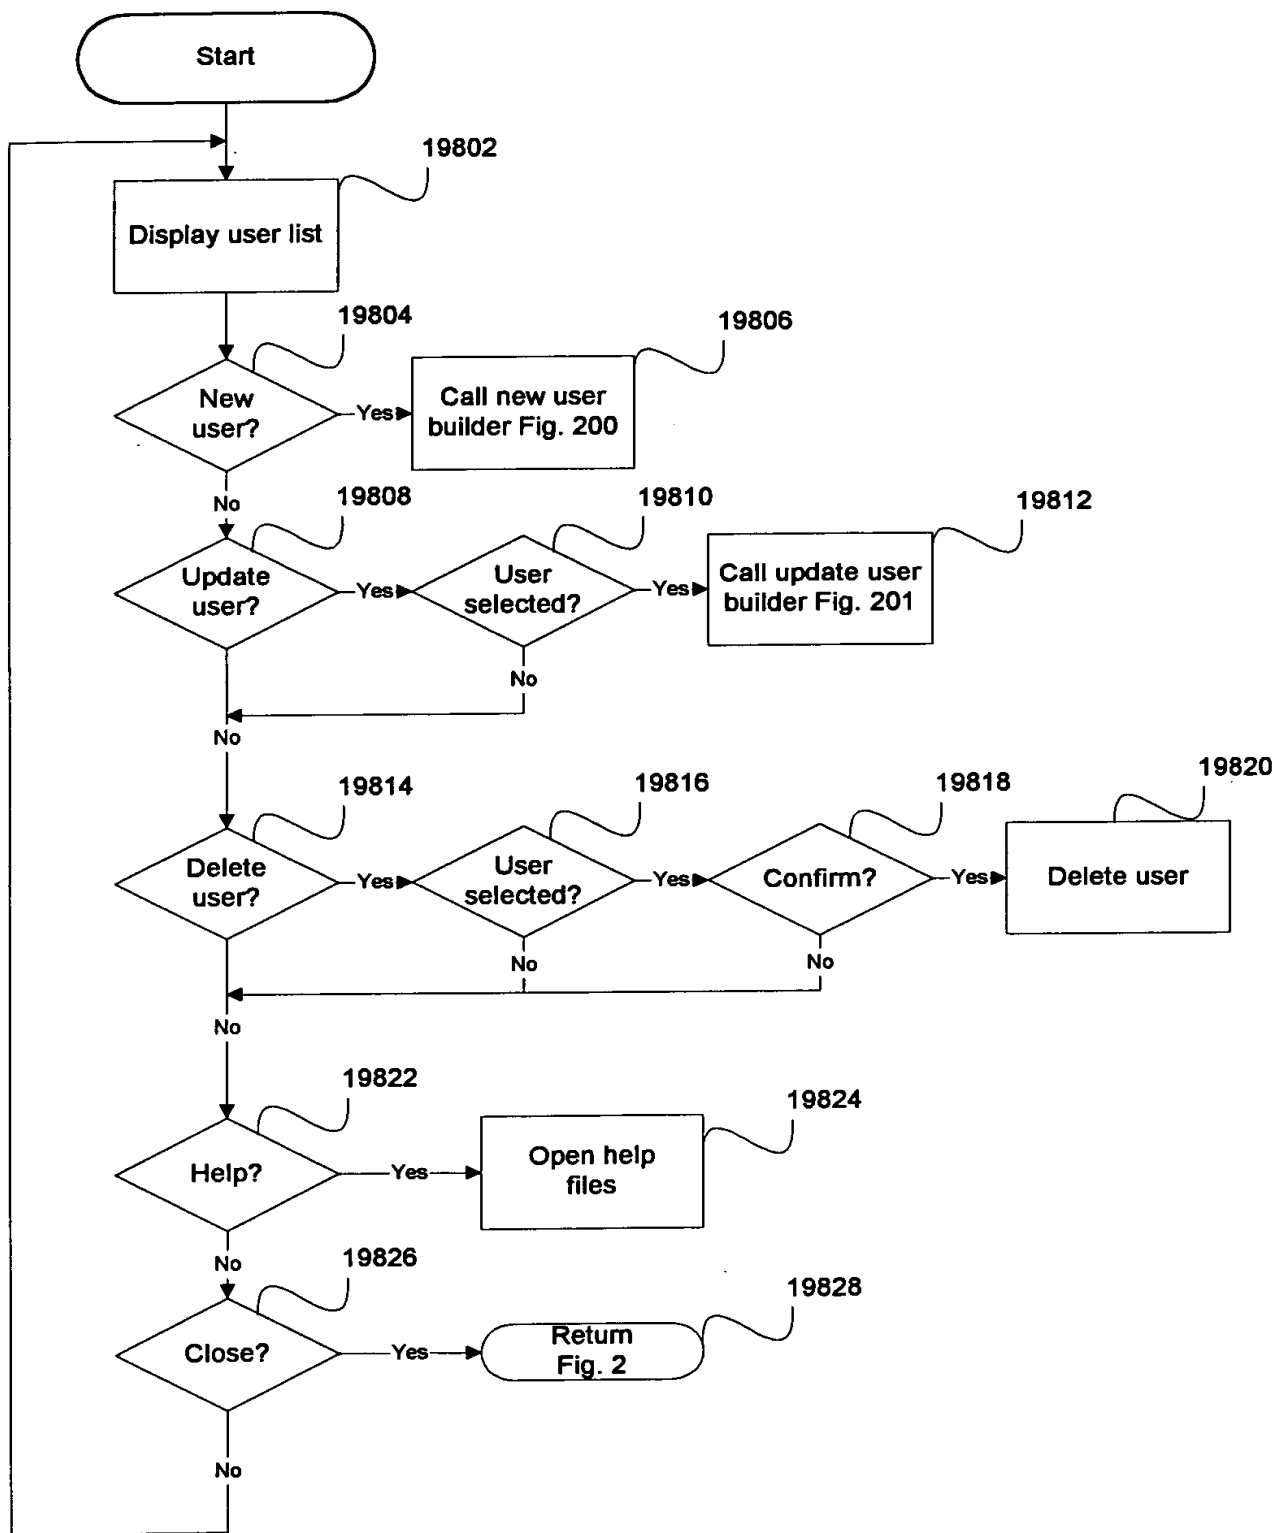 Start
19802
Display user list
19804
19806
New
user?
Yes
Call new user
builder Fig. 200
No
19808
19810
19812
Update
user?
Yes
User
selected?
Yes
Call update user
builder Fig. 201
No
No
19814
19816
19818
19820
Delete
user?
Yes
User
selected?
Yes
Confirm?
Yes
Delete user
No
No
No
19822
19824
Help?
Yes
Open help
files
No
19826
19828
Close?
Yes
Return
Fig. 2
No